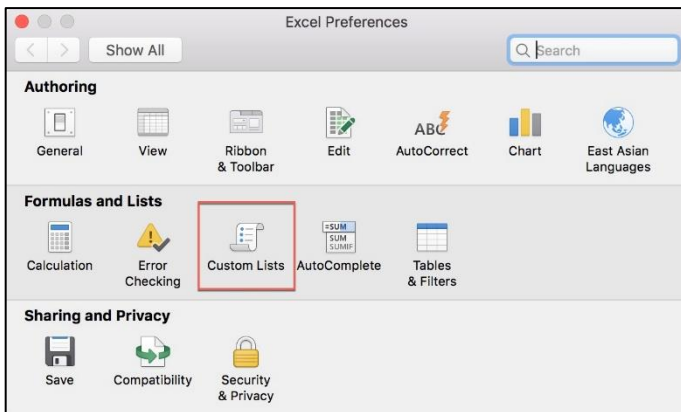 Excel Preferences
Show All
Search
Authoring
General
View
Ribbon
& Toolbar
Edit
ABC
AutoCorrect
Chart
East Asian
Languages
Formulas and Lists
Calculation
Error
Checking
Custom Lists
=SUM
SUM
SUMIF
AutoComplete
Tables
& Filters
Sharing and Privacy
Save
Compatibility
Security
& Privacy